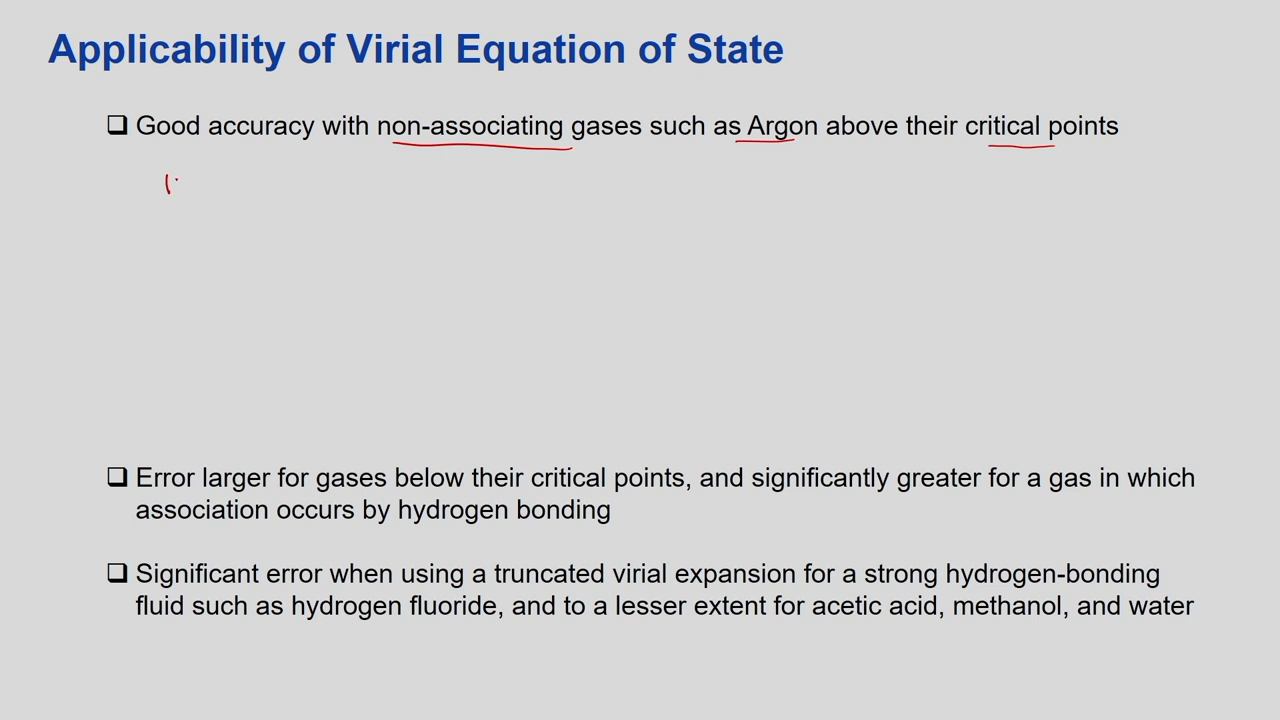 Applicability of Virial Equation of State
❑ Good accuracy with non-associating gases such as Argon above their critical points
❑ Error larger for gases below their critical points, and significantly greater for a gas in which
association occurs by hydrogen bonding
❑ Significant error when using a truncated virial expansion for a strong hydrogen-bonding
fluid such as hydrogen fluoride, and to a lesser extent for acetic acid, methanol, and water